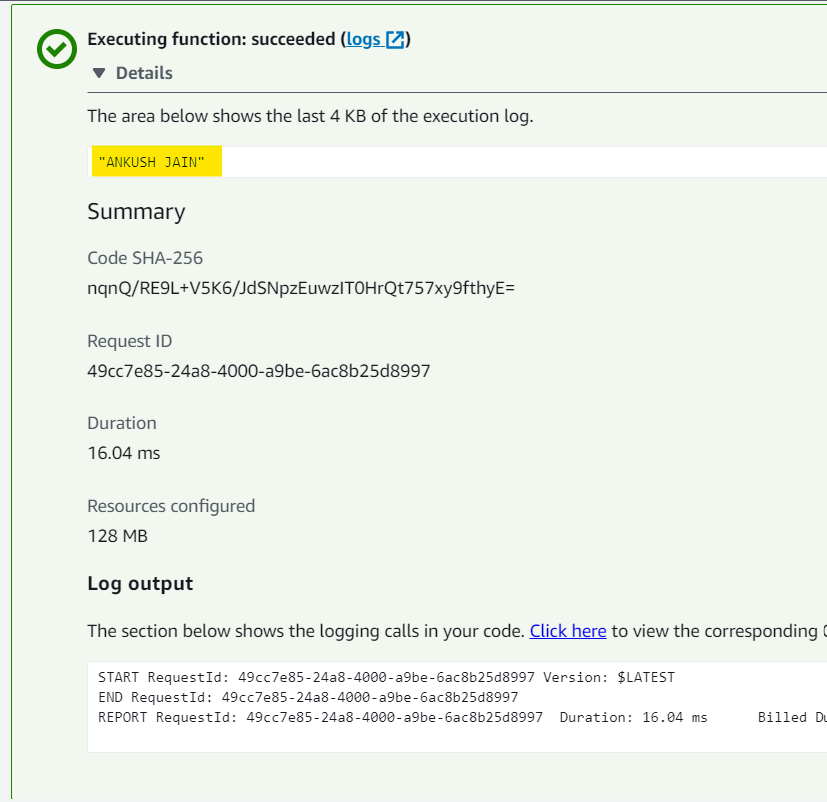 Executing function: succeeded (logs)
Details
The area below shows the last 4 KB of the execution log.
"ANKUSH JAIN"
Summary
Code SHA-256
nqnQ/RE9L+V5K6/JdSNpzEuwzIT0HrQt757xy9fthyE=
Request ID
49cc7e85-24a8-4000-a9be-6ac8b25d8997
Duration
16.04 ms
Resources configured
128 MB
Log output
The section below shows the logging calls in your code. Click here to view the corresponding
START RequestId: 49cc7e85-24a8-4000-a9be-6ac8b25d8997 Version: $LATEST
END RequestId: 49cc7e85-24a8-4000-a9be-6ac8b25d8997
REPORT RequestId: 49cc7e85-24a8-4000-a9be-6ac8b25d8997 Duration: 16.04 ms Billed